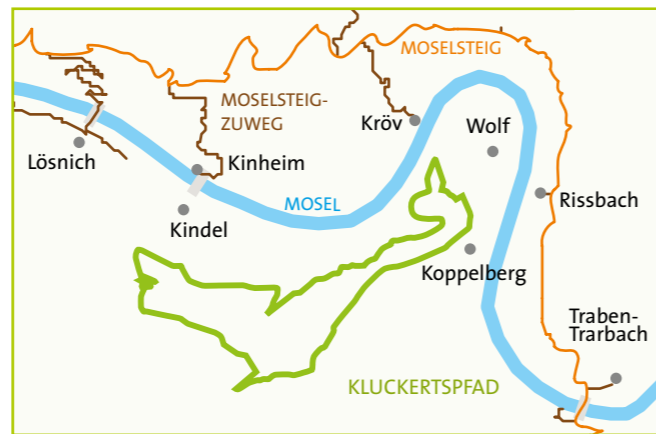 MOSELSTEIG
MOSELSTEIG-
ZUWEG
Kröv
Wolf
Lösnich
Kinheim
Rissbach
MOSEL
Kindel
Koppelberg
Traben-
Trarbach
KLUCKERTSPFAD